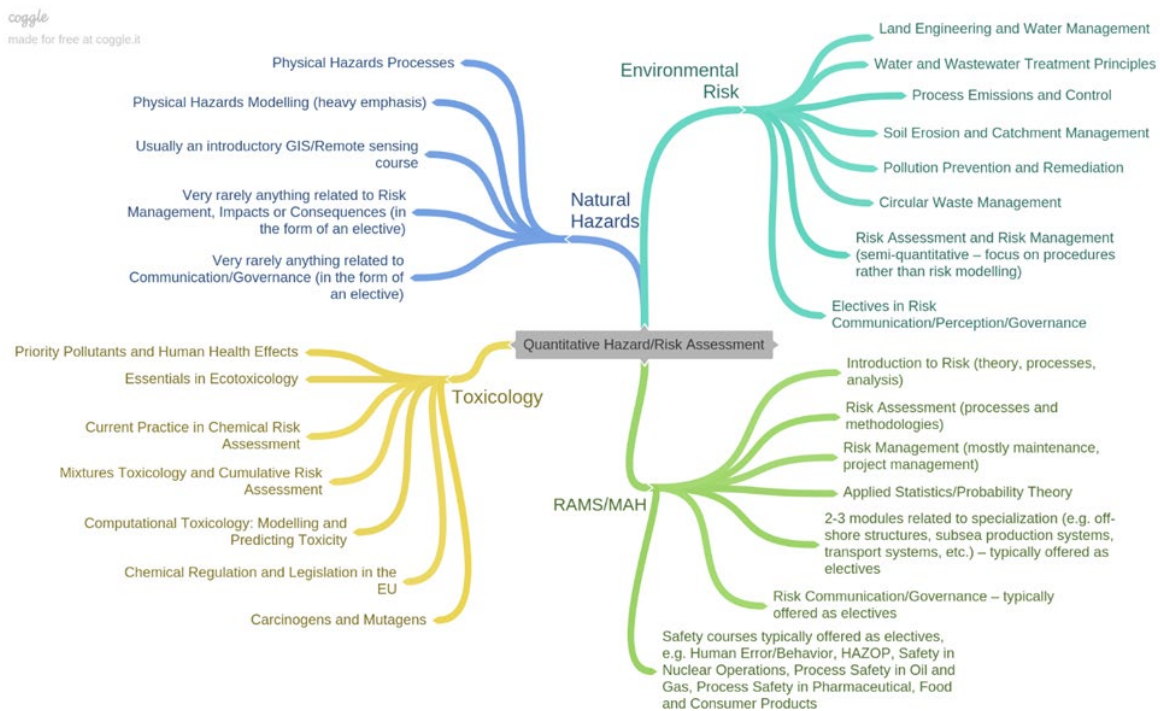 coggle
made for free at coggle.it
Physical Hazards Processes
Physical Hazards Modelling (heavy emphasis)
Usually an introductory GIS/Remote sensing
course
Very rarely anything related to Risk
Management, Impacts or Consequences (in
the form of an elective)
Very rarely anything related to
Communication/Governance (in the form of
an elective)
Natural
Hazards
Environmental
Risk
Land Engineering and Water Management
Water and Wastewater Treatment Principles
Process Emissions and Control
Soil Erosion and Catchment Management
Pollution Prevention and Remediation
Circular Waste Management
Risk Assessment and Risk Management
(semi-quantitative – focus on procedures
rather than risk modelling)
Electives in Risk
Communication/Perception/Governance
Quantitative Hazard/Risk Assessment
Priority Pollutants and Human Health Effects
Essentials in Ecotoxicology
Current Practice in Chemical Risk
Assessment
Mixtures Toxicology and Cumulative Risk
Assessment
Computational Toxicology: Modelling and
Predicting Toxicity
Chemical Regulation and Legislation in the
EU
Carcinogens and Mutagens
Toxicology
RAMS/MAH
Introduction to Risk (theory, processes,
analysis)
Risk Assessment (processes and
methodologies)
Risk Management (mostly maintenance,
project management)
Applied Statistics/Probability Theory
2-3 modules related to specialization (e.g. off-
shore structures, subsea production systems,
transport systems, etc.) – typically offered as
electives
Risk Communication/Governance – typically
offered as electives
Safety courses typically offered as electives,
e.g. Human Error/Behavior, HAZOP, Safety in
Nuclear Operations, Process Safety in Oil and
Gas, Process Safety in Pharmaceutical, Food
and Consumer Products